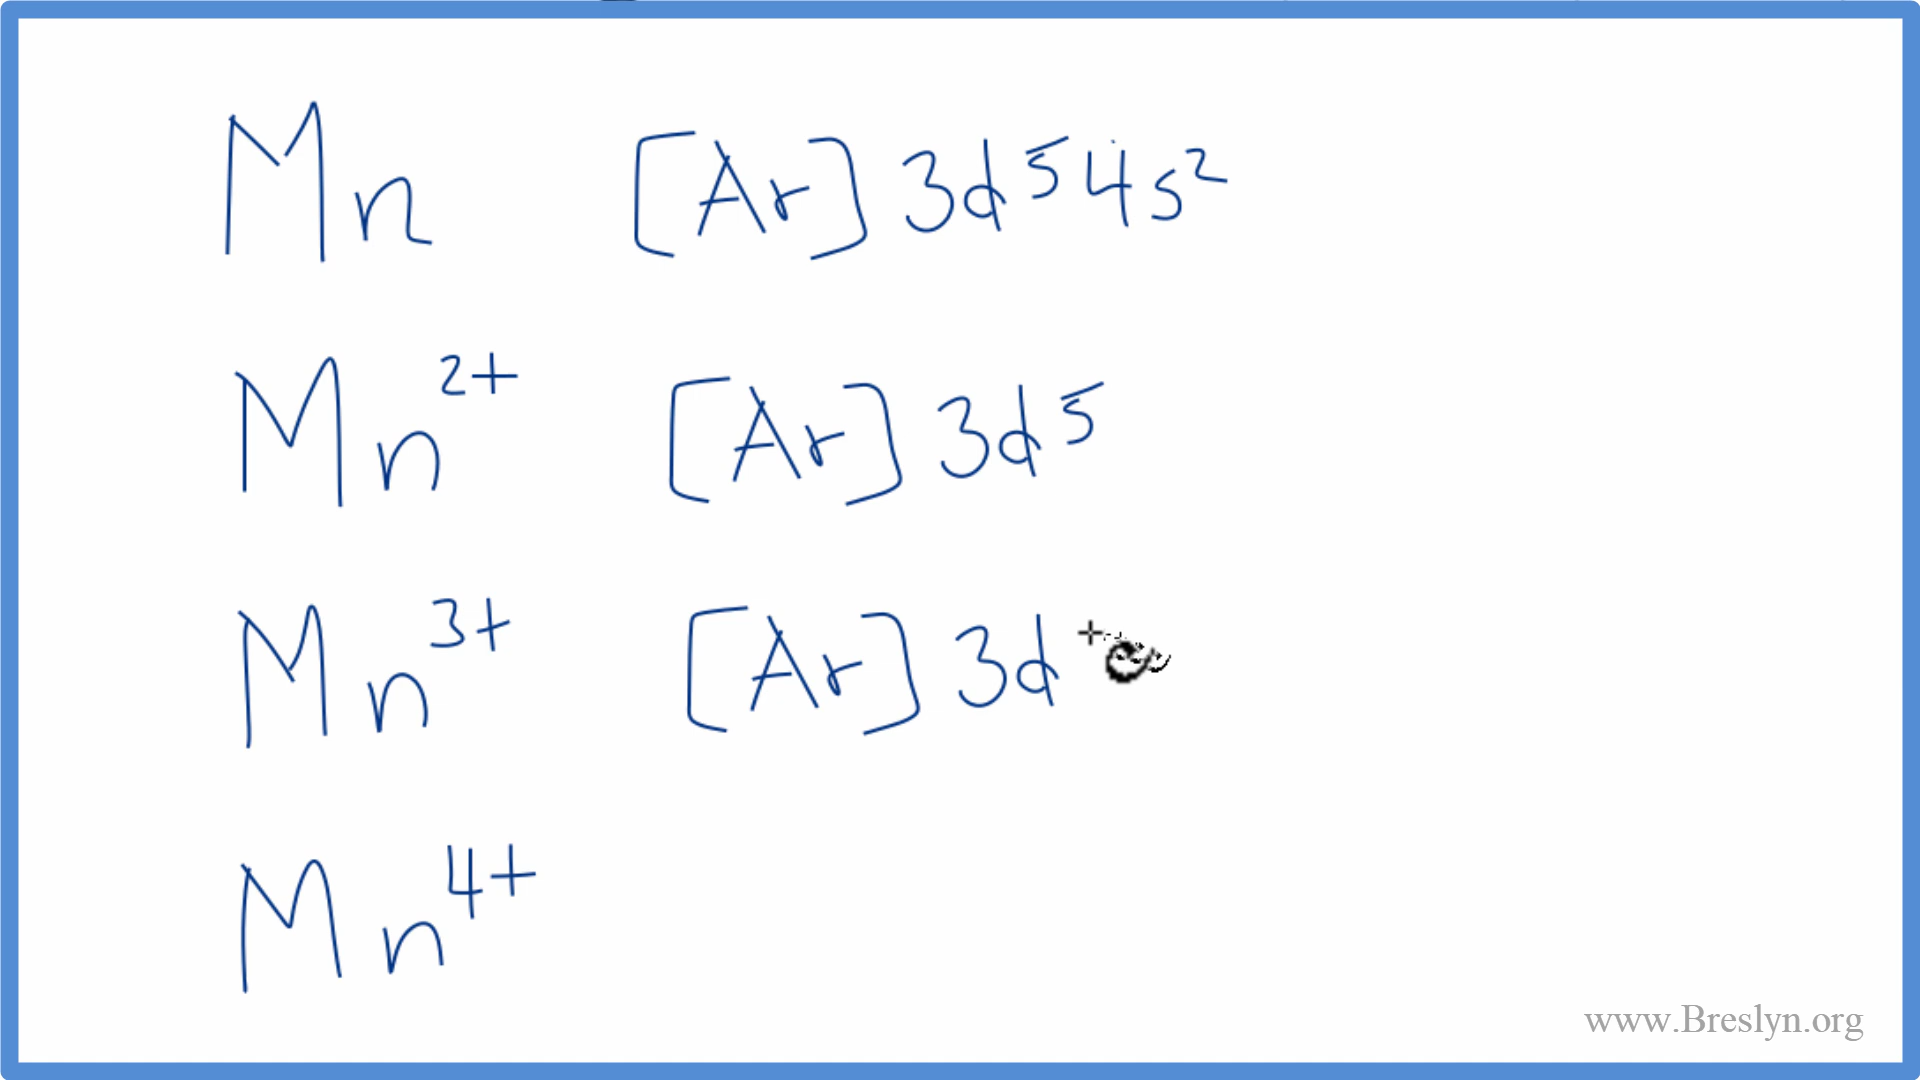 Mn [Ar] 3d⁵ 4s²
Mn²⁺ [Ar] 3d⁵
Mn³⁺ [Ar] 3d
Mn⁴⁺
www.Breslyn.org